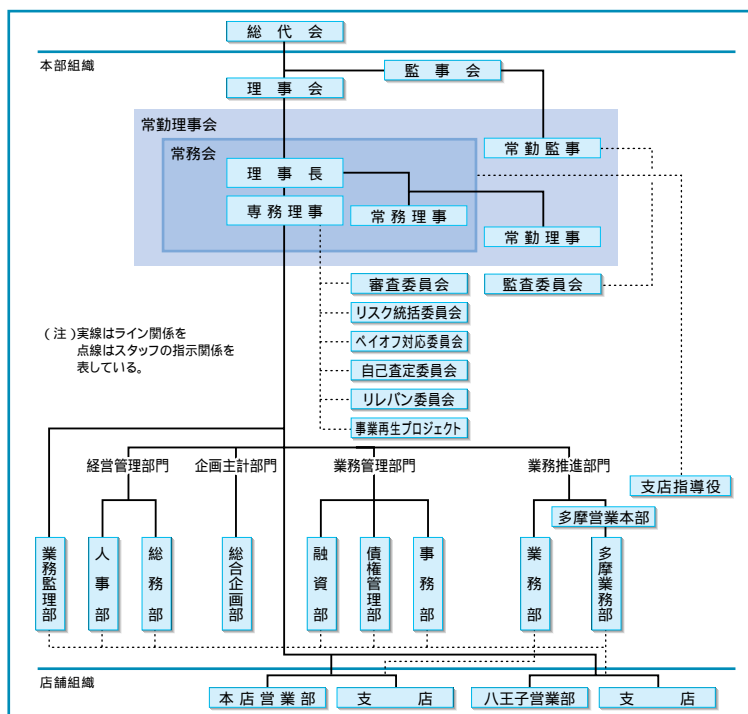 総代会
本部組織
監事会
理事会
常勤理事会
常勤監事
常務会
理事長
専務理事
常務理事
常勤理事
審査委員会
監査委員会
リスク統括委員会
ペイオフ対応委員会
自己査定委員会
リレバン委員会
事業再生プロジェクト
(注)実線はライン関係を
点線はスタッフの指示関係を
表している。
経営管理部門
企画主計部門
業務管理部門
業務推進部門
支店指導役
多摩営業本部
業務監理部
人事部
総務部
総合企画部
融資部
債権管理部
事務部
業務部
多摩業務部
店舗組織
本店営業部
支店
八王子営業部
支店